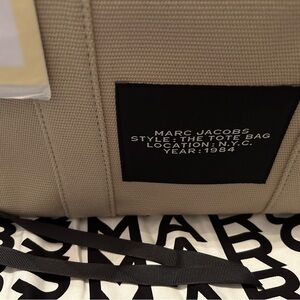 MARC JACOBS
STYLE: THE TOTE BAG
LOCATION: N.Y.C.
YEAR: 1984